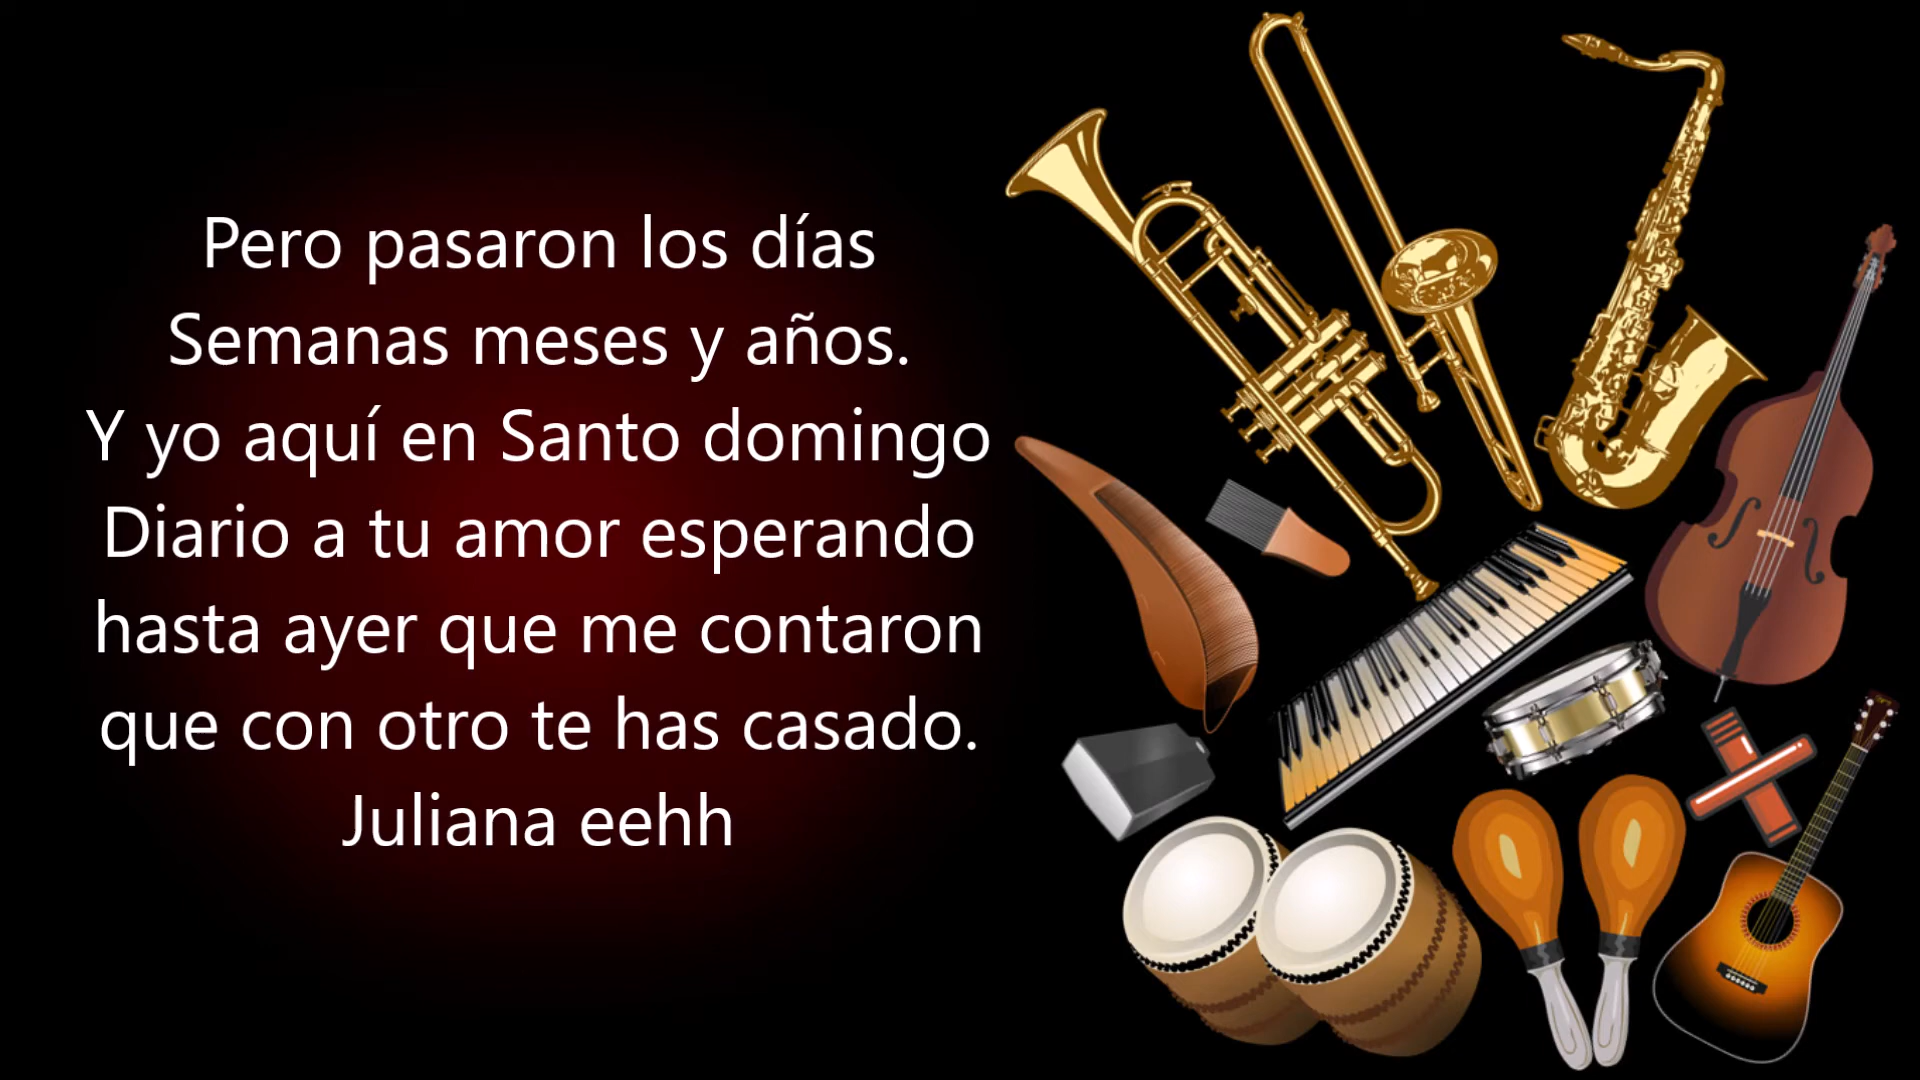 Pero pasaron los días
Semanas meses y años.
Y yo aquí en Santo domingo
Diario a tu amor esperando
hasta ayer que me contaron
que con otro te has casado.
Juliana eehh